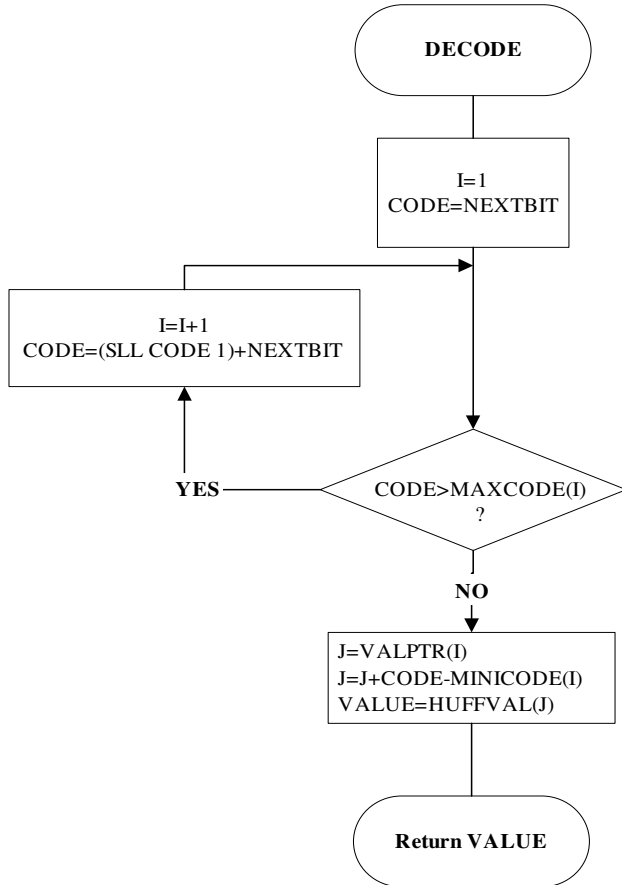 DECODE
I=1
CODE=NEXTBIT
I=I+1
CODE=(SLL CODE 1)+NEXTBIT
CODE>MAXCODE(I)
?
YES
NO
J=VALPTR(I)
J=J+CODE-MINICODE(I)
VALUE=HUFFVAL(J)
Return VALUE